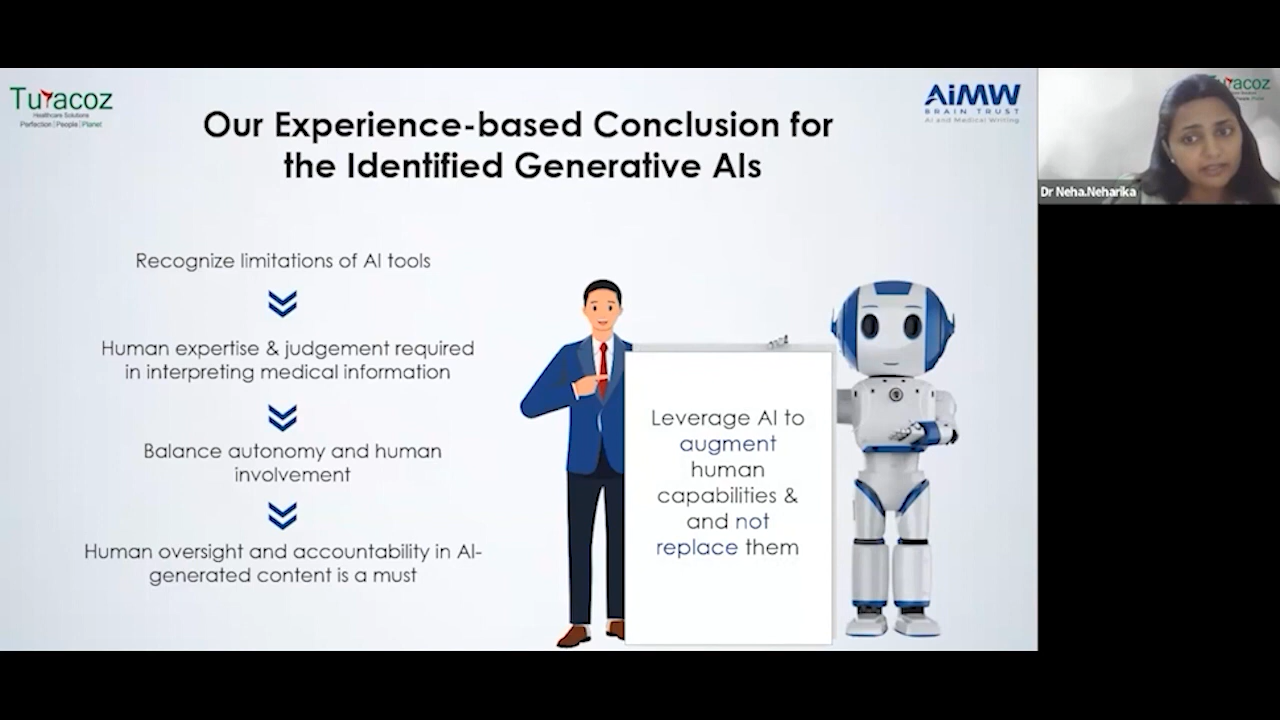 Turacoz
Healthcare Solutions
Perfection | People | Planet
Our Experience-based Conclusion for
the Identified Generative AIs
AiMW
BRAIN TRUST
AI and Medical Writing
Recognize limitations of AI tools
Human expertise & judgement required
in interpreting medical information
Balance autonomy and human
involvement
Human oversight and accountability in AI-
generated content is a must
Leverage AI to
augment
human
capabilities &
and not
replace them
Dr Neha.Neharika